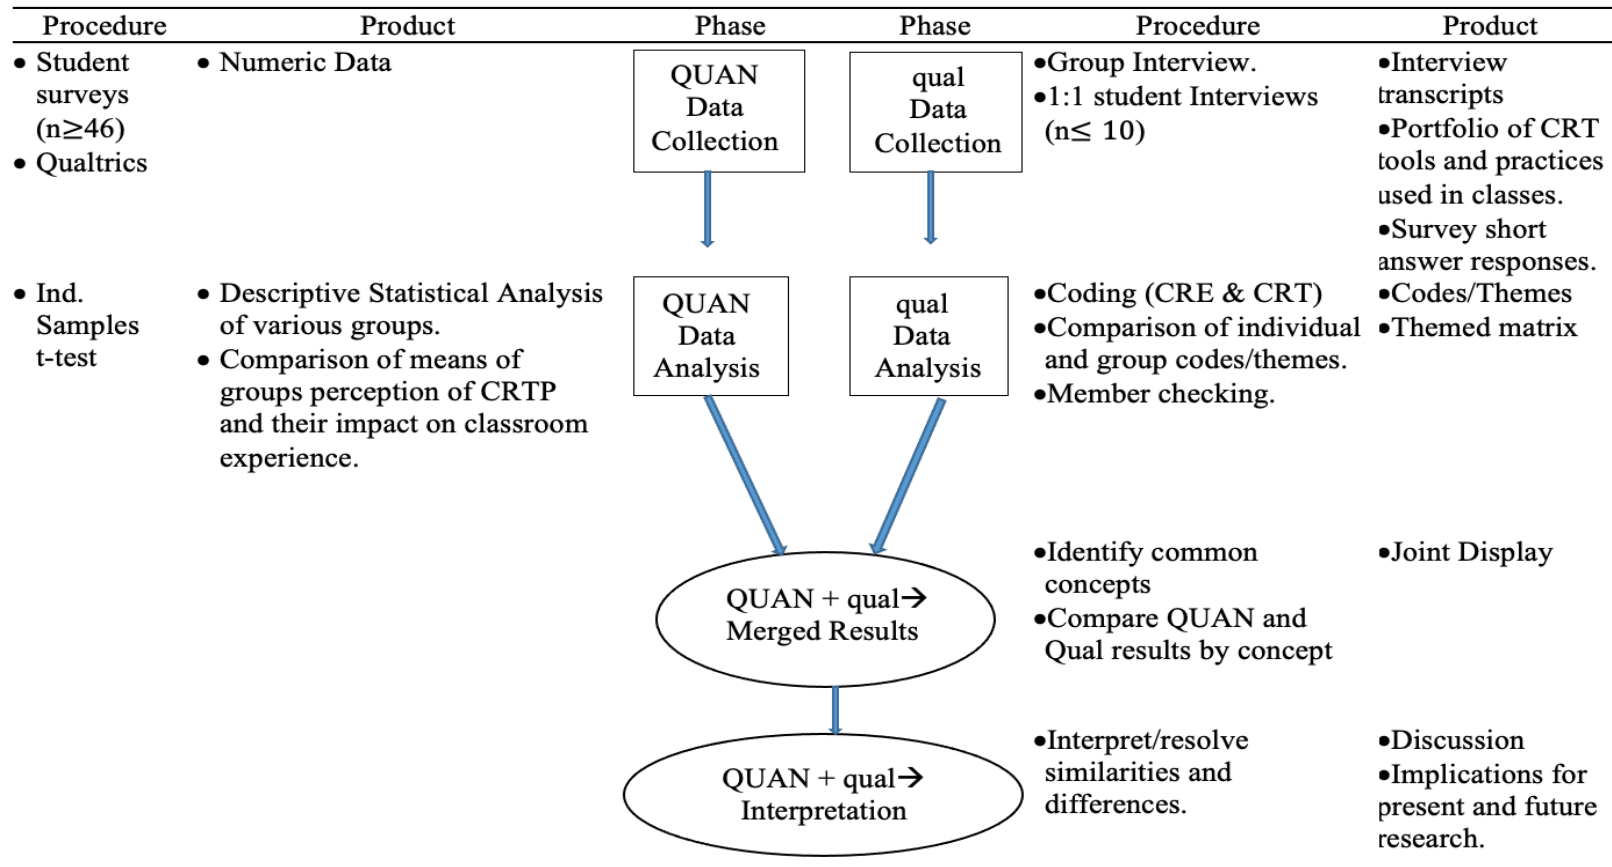 Procedure Product Phase Phase Procedure Product
• Student
surveys
(n≥46)
• Qualtrics
• Numeric Data
QUAN
Data
Collection
qual
Data
Collection
•Group Interview.
•1:1 student Interviews
(n≤ 10)
•Interview
transcripts
•Portfolio of CRT
tools and practices
used in classes.
•Survey short
answer responses.
• Ind.
Samples
t-test
• Descriptive Statistical Analysis
of various groups.
• Comparison of means of
groups perception of CRTP
and their impact on classroom
experience.
QUAN
Data
Analysis
qual
Data
Analysis
•Coding (CRE & CRT)
•Comparison of individual
and group codes/themes.
•Member checking.
•Codes/Themes
•Themed matrix
QUAN + qual→
Merged Results
•Identify common
concepts
•Compare QUAN and
Qual results by concept
•Joint Display
QUAN + qual→
Interpretation
•Interpret/resolve
similarities and
differences.
•Discussion
•Implications for
present and future
research.